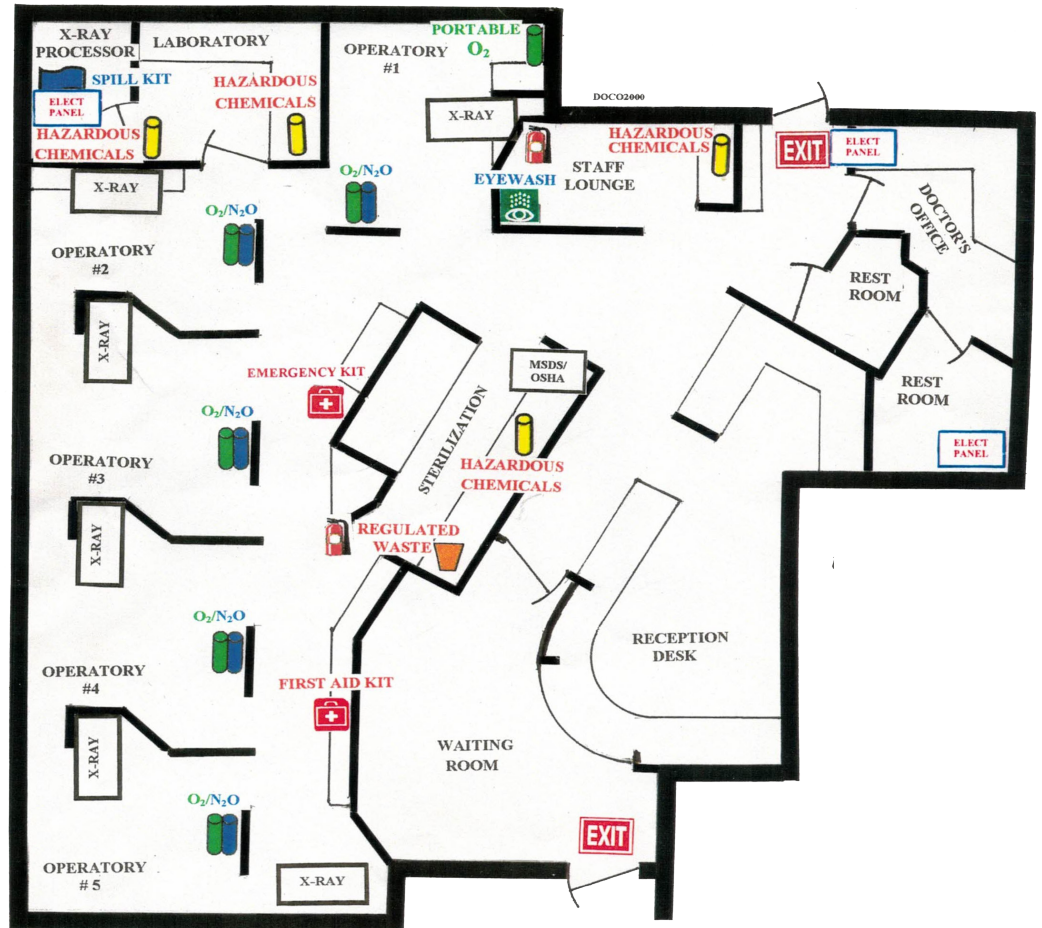 X-RAY
PROCESSOR
LABORATORY
SPILL KIT
ELECT
PANEL
HAZARDOUS
CHEMICALS
HAZARDOUS
CHEMICALS
OPERATORY
#1
PORTABLE
O₂
X-RAY
DOCO2000
X-RAY
O₂/N₂O
O₂/N₂O
EYEWASH
STAFF
LOUNGE
HAZARDOUS
CHEMICALS
EXIT
ELECT
PANEL
DOCTOR'S
OFFICE
OPERATORY
#2
REST
ROOM
X-RAY
EMERGENCY KIT
MSDS/
OSHA
REST
ROOM
O₂/N₂O
STERILIZATION
ELECT
PANEL
OPERATORY
#3
HAZARDOUS
CHEMICALS
X-RAY
REGULATED
WASTE
O₂/N₂O
RECEPTION
DESK
OPERATORY
#4
FIRST AID KIT
X-RAY
WAITING
ROOM
O₂/N₂O
EXIT
OPERATORY
# 5
X-RAY